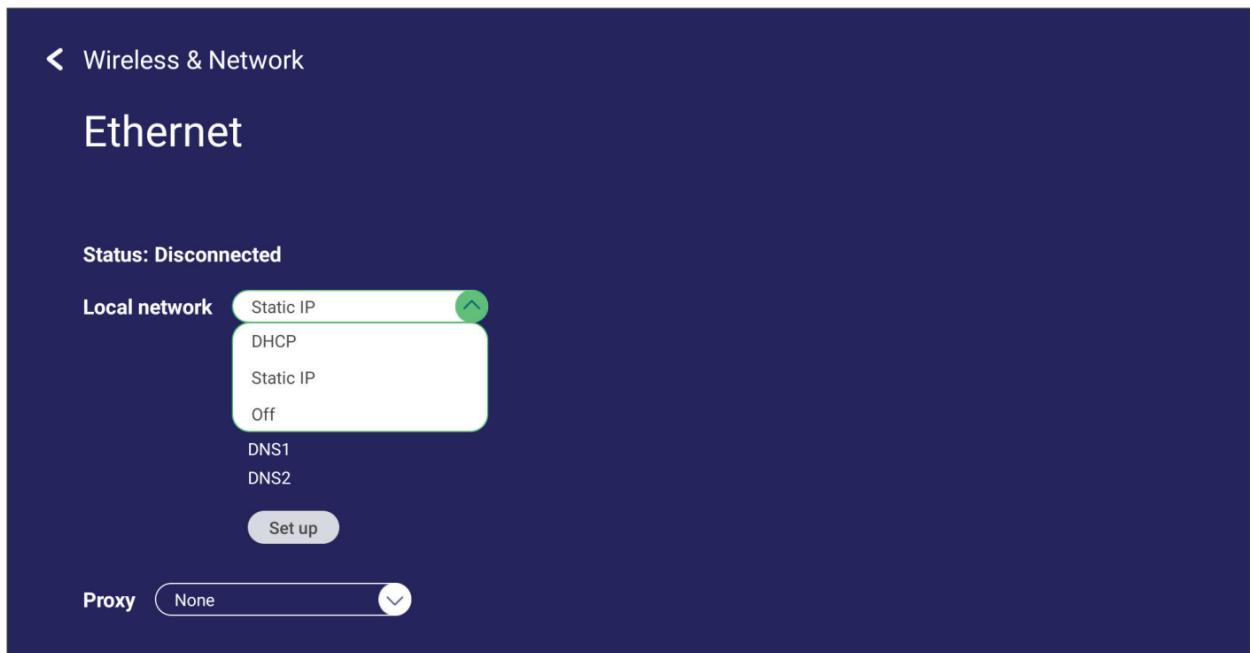 Wireless & Network
Ethernet
Status: Disconnected
Local network Static IP
DHCP
Static IP
Off
DNS1
DNS2
Set up
Proxy None